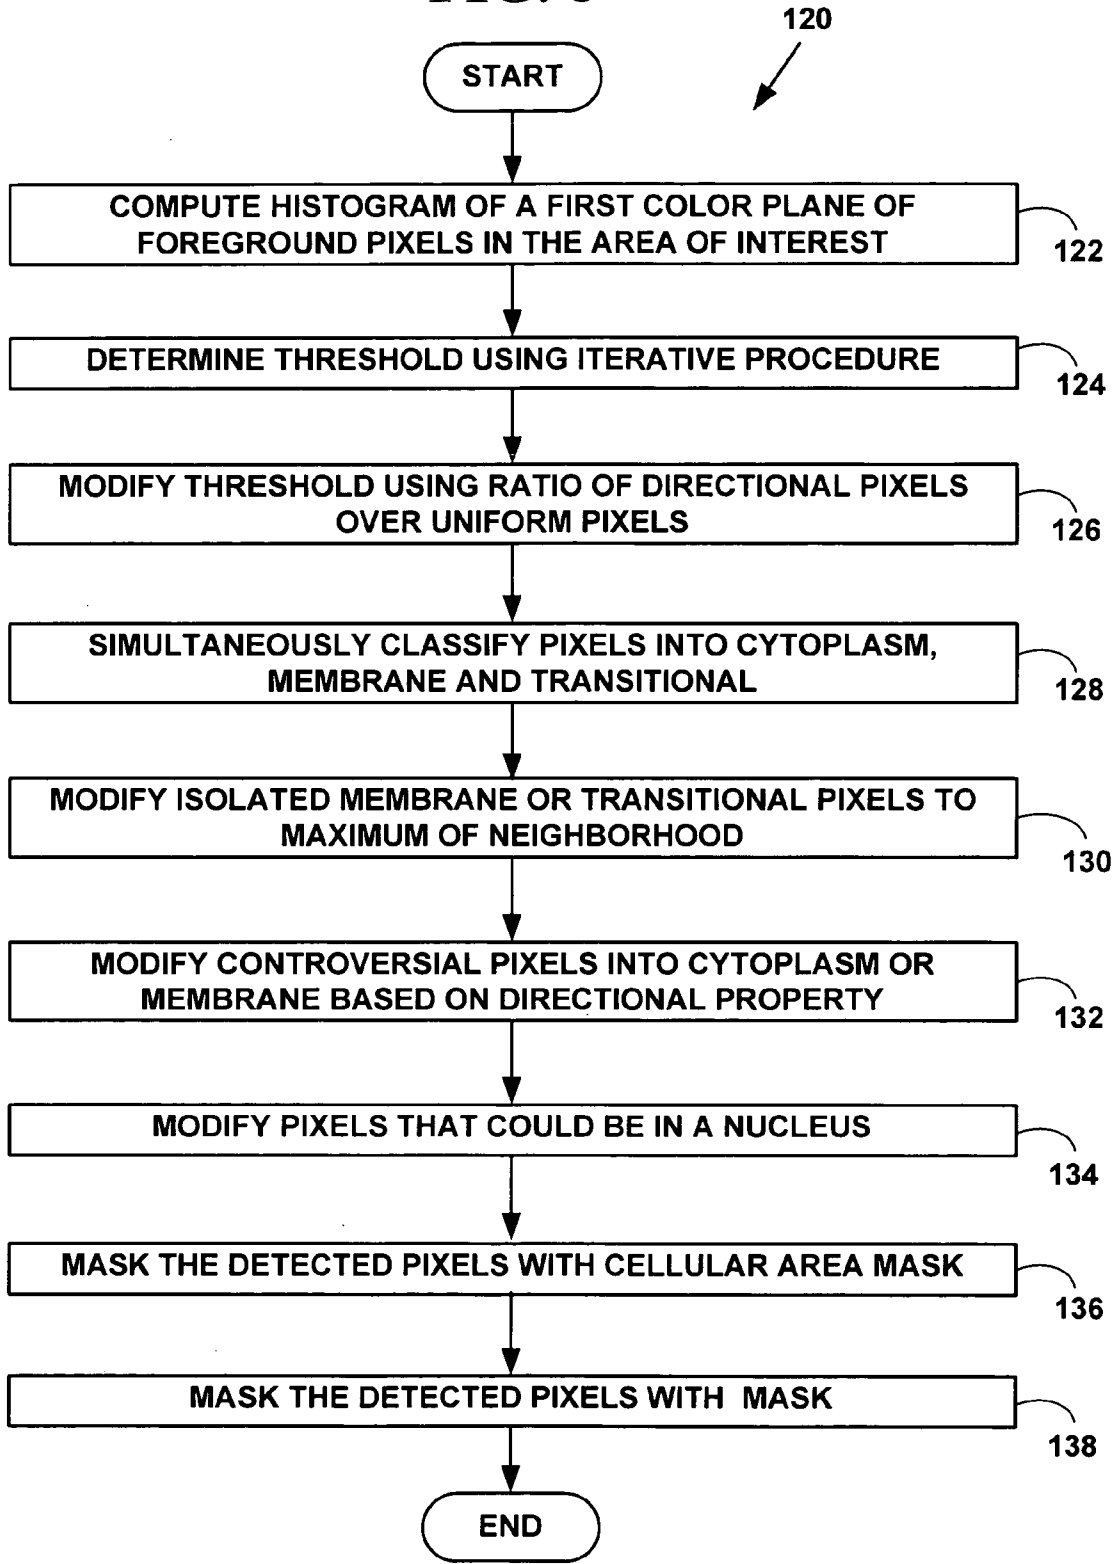 120
START
COMPUTE HISTOGRAM OF A FIRST COLOR PLANE OF
FOREGROUND PIXELS IN THE AREA OF INTEREST
122
DETERMINE THRESHOLD USING ITERATIVE PROCEDURE
124
MODIFY THRESHOLD USING RATIO OF DIRECTIONAL PIXELS
OVER UNIFORM PIXELS
126
SIMULTANEOUSLY CLASSIFY PIXELS INTO CYTOPLASM,
MEMBRANE AND TRANSITIONAL
128
MODIFY ISOLATED MEMBRANE OR TRANSITIONAL PIXELS TO
MAXIMUM OF NEIGHBORHOOD
130
MODIFY CONTROVERSIAL PIXELS INTO CYTOPLASM OR
MEMBRANE BASED ON DIRECTIONAL PROPERTY
132
MODIFY PIXELS THAT COULD BE IN A NUCLEUS
134
MASK THE DETECTED PIXELS WITH CELLULAR AREA MASK
136
MASK THE DETECTED PIXELS WITH MASK
138
END